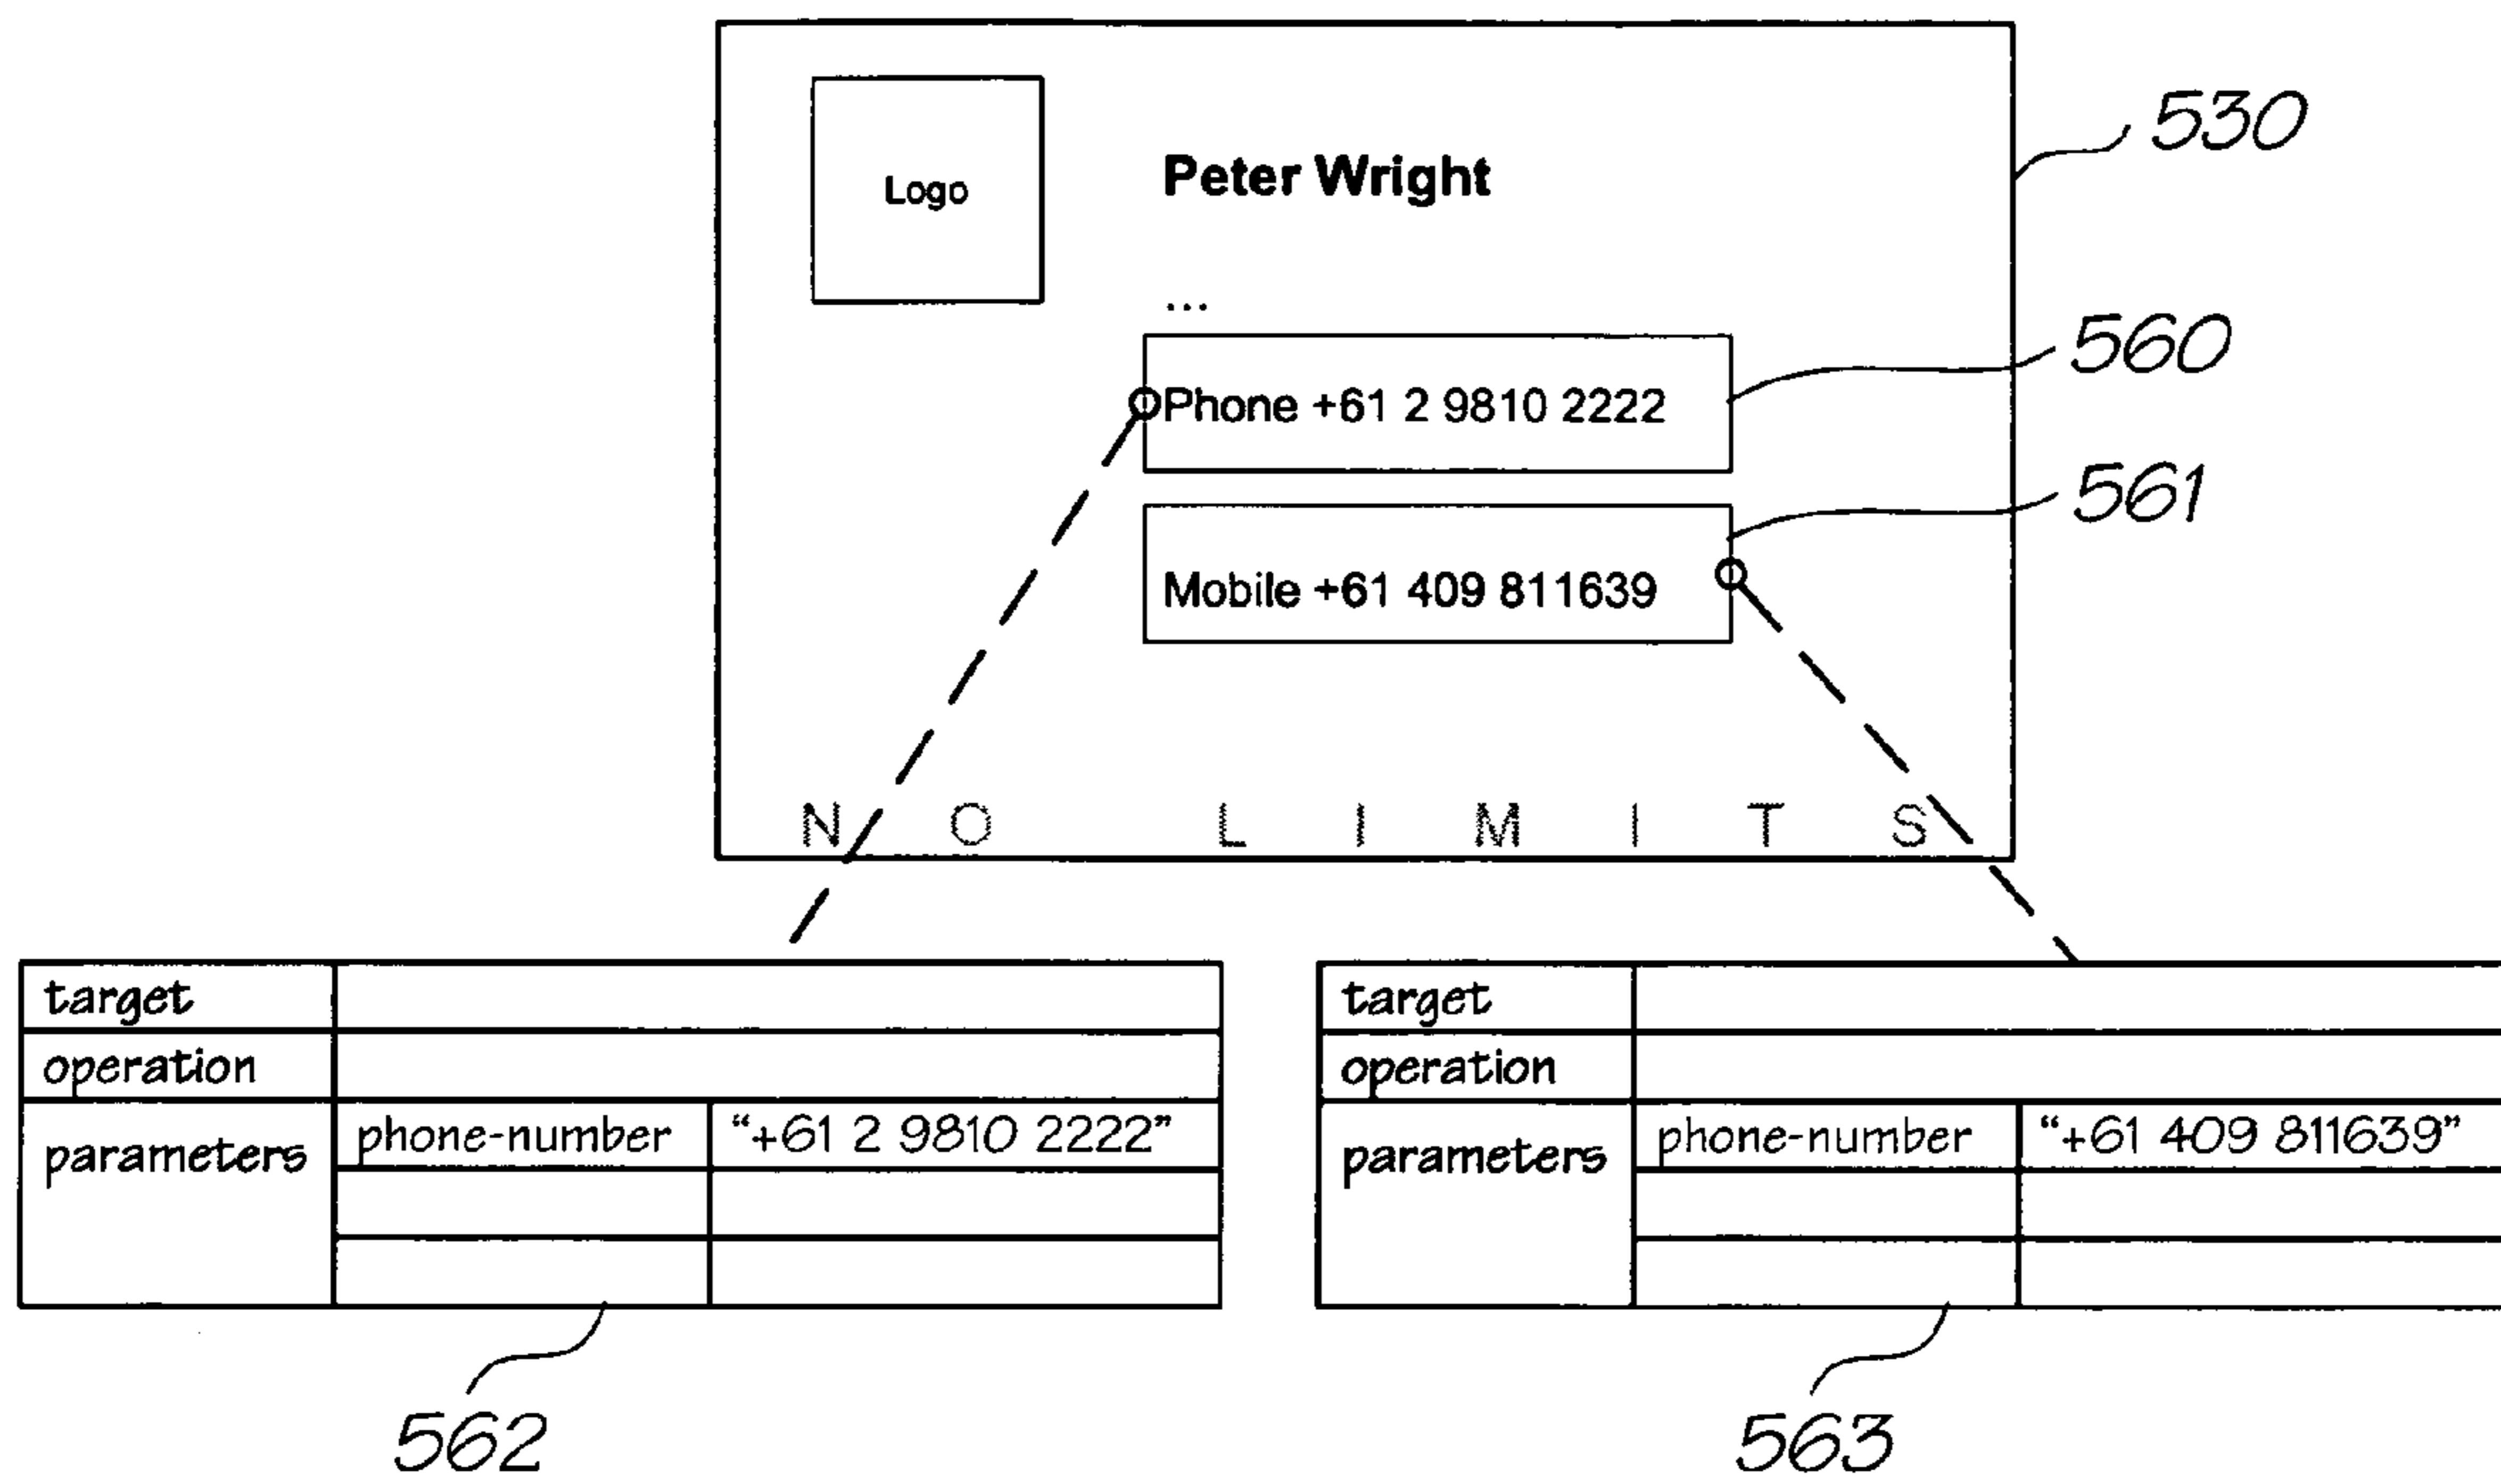 530
Logo
Peter Wright
...
560
Phone +61 2 9810 2222
561
Mobile +61 409 811639
N O L I M I T S
target
operation
parameters phone-number “+61 2 9810 2222”
562
target
operation
parameters phone-number “+61 409 811639”
563